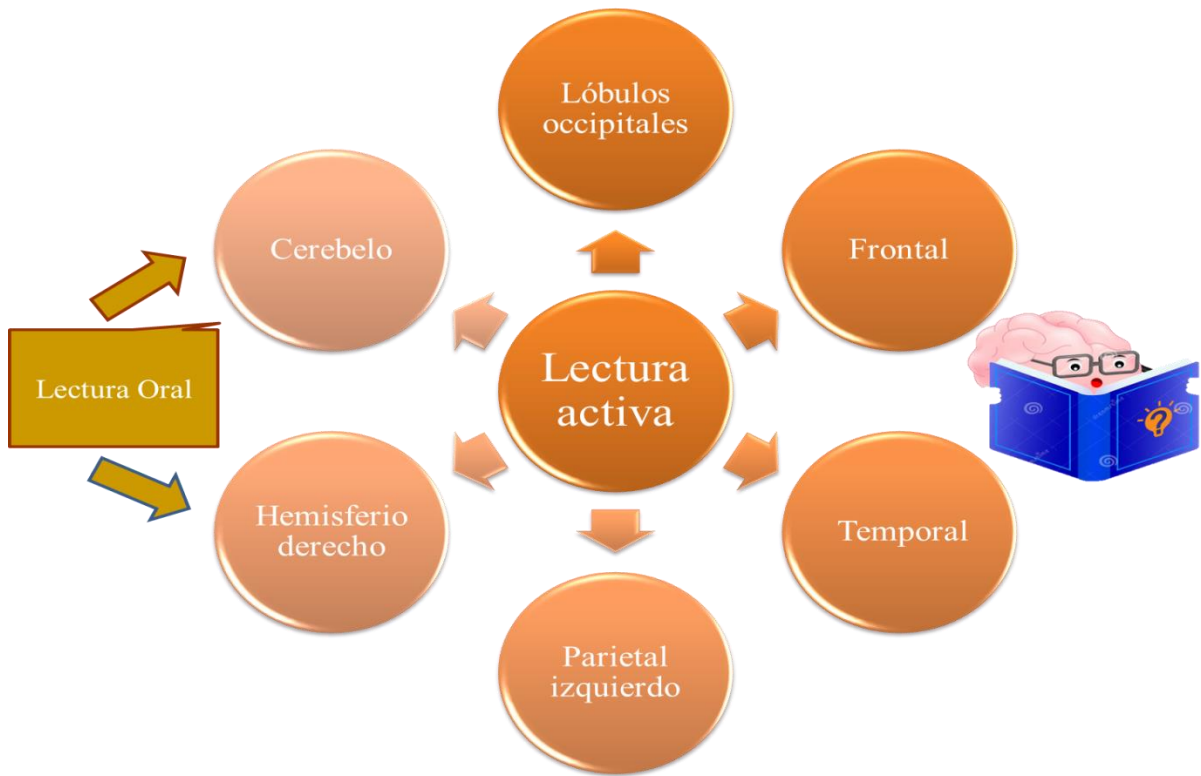 Lóbulos
occipitales
Cerebelo
Frontal
Lectura
activa
Lectura Oral
Hemisferio
derecho
Temporal
Parietal
izquierdo
?